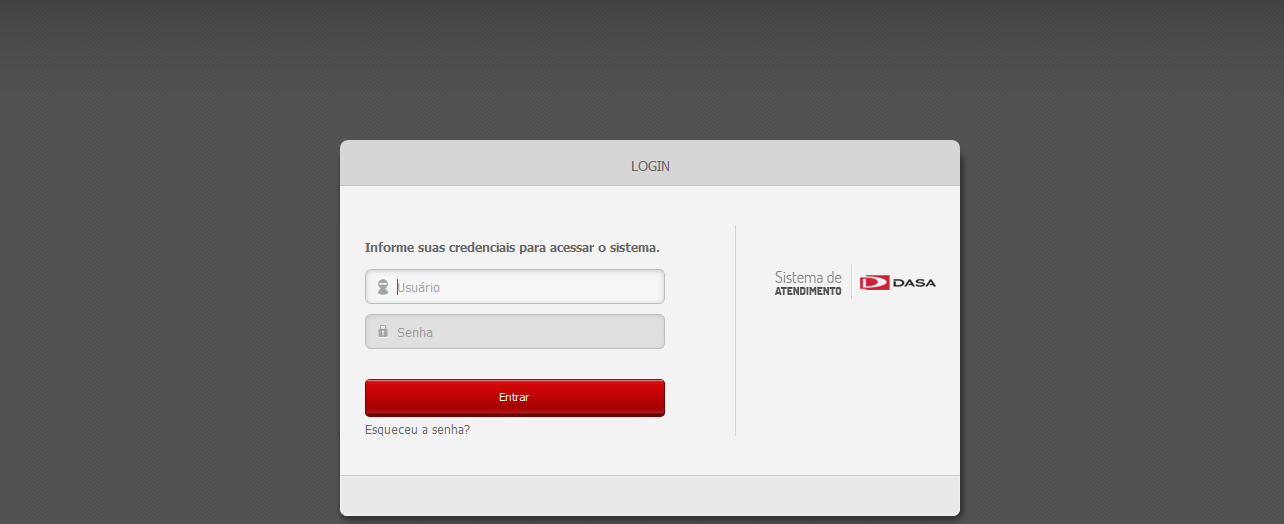 LOGIN
Informe suas credenciais para acessar o sistema.
Usuário
Senha
Entrar
Esqueceu a senha?
Sistema de
ATENDIMENTO
DASA